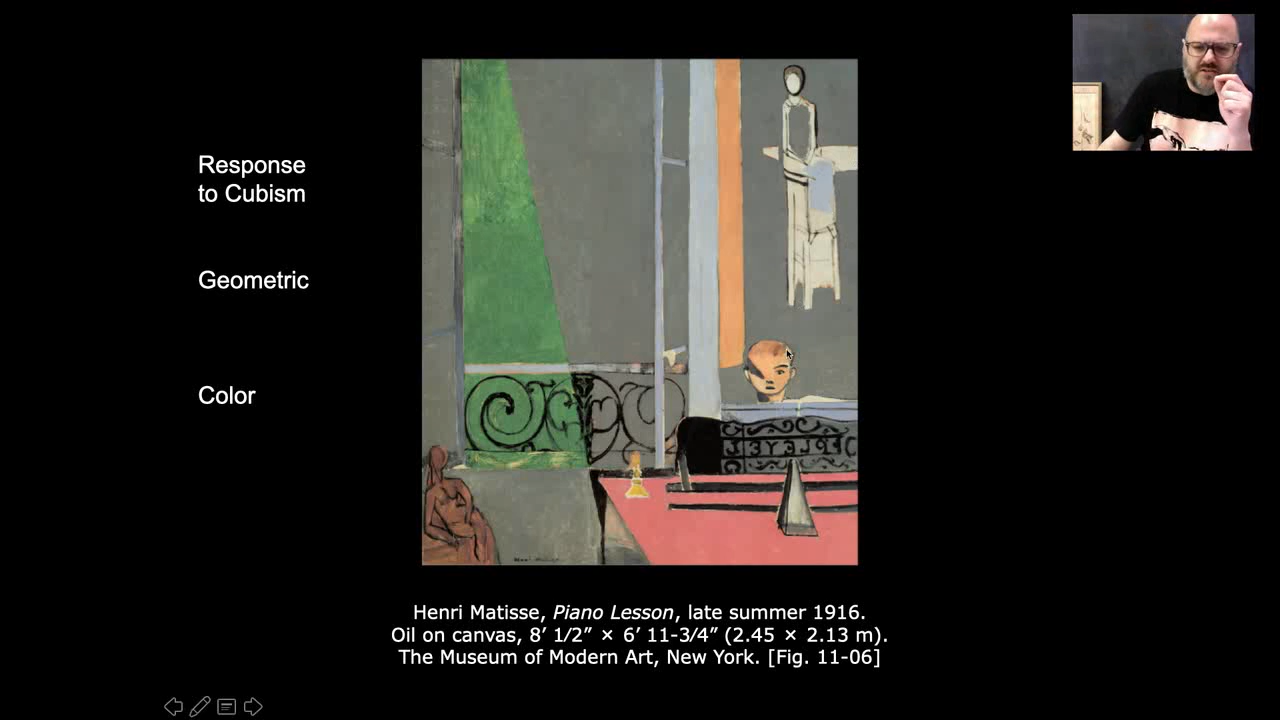 Response
to Cubism
Geometric
Color
Henri Matisse, Piano Lesson, late summer 1916.
Oil on canvas, 8′ 1/2″ × 6′ 11-3/4″ (2.45 × 2.13 m).
The Museum of Modern Art, New York. [Fig. 11-06]